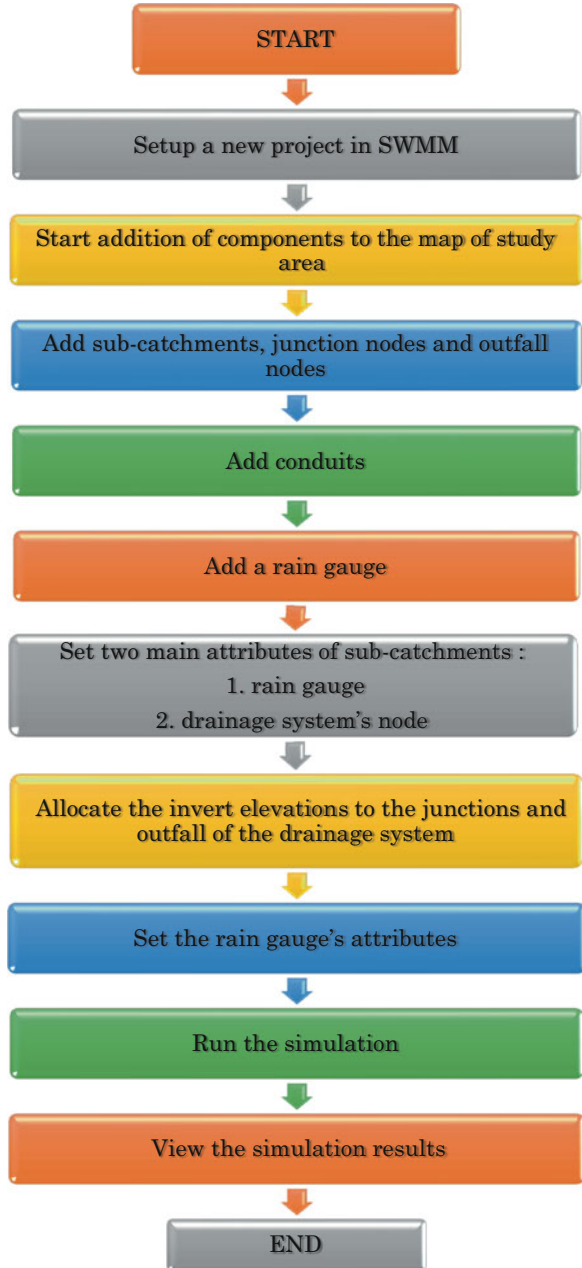 START
Setup a new project in SWMM
Start addition of components to the map of study
area
Add sub-catchments, junction nodes and outfall
nodes
Add conduits
Add a rain gauge
Set two main attributes of sub-catchments :
1. rain gauge
2. drainage system's node
Allocate the invert elevations to the junctions and
outfall of the drainage system
Set the rain gauge's attributes
Run the simulation
View the simulation results
END